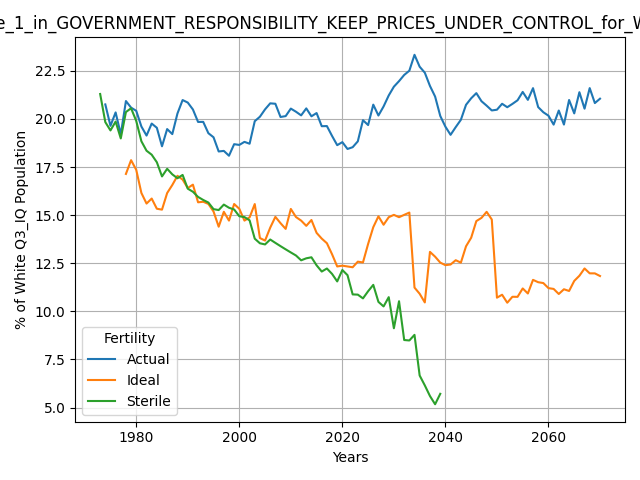 e_1_in_GOVERNMENT_RESPONSIBILITY_KEEP_PRICES_UNDER_CONTROL_for_W
% of White Q3_IQ Population
22.5
20.0
17.5
15.0
12.5
10.0
7.5
5.0
Fertility
Actual
Ideal
Sterile
1980
2000
2020
2040
2060
Years